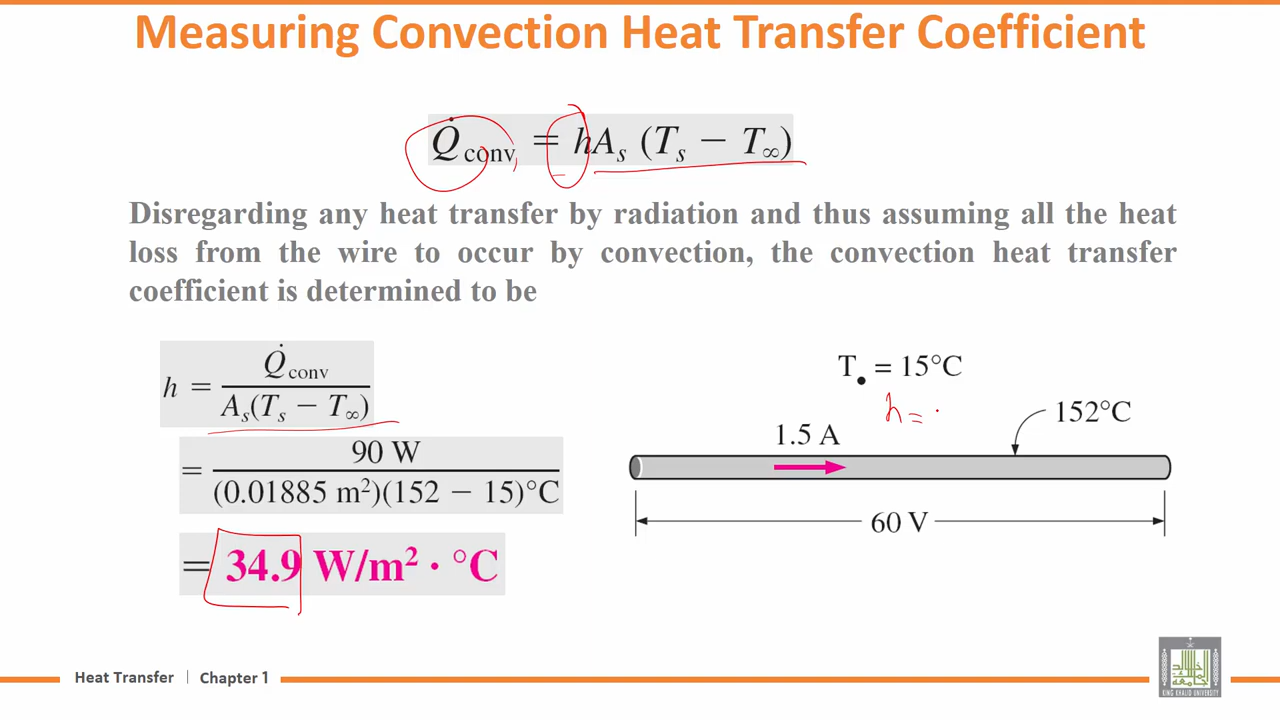 Measuring Convection Heat Transfer Coefficient
Q̇conv = hAs (Ts − T∞)
Disregarding any heat transfer by radiation and thus assuming all the heat
loss from the wire to occur by convection, the convection heat transfer
coefficient is determined to be
h = Q̇conv / As(Ts − T∞)
= 90 W / (0.01885 m²)(152 − 15)°C
= 34.9 W/m² · °C
T• = 15°C
h = ·
152°C
1.5 A
60 V
Heat Transfer | Chapter 1
KING KHALID UNIVERSITY